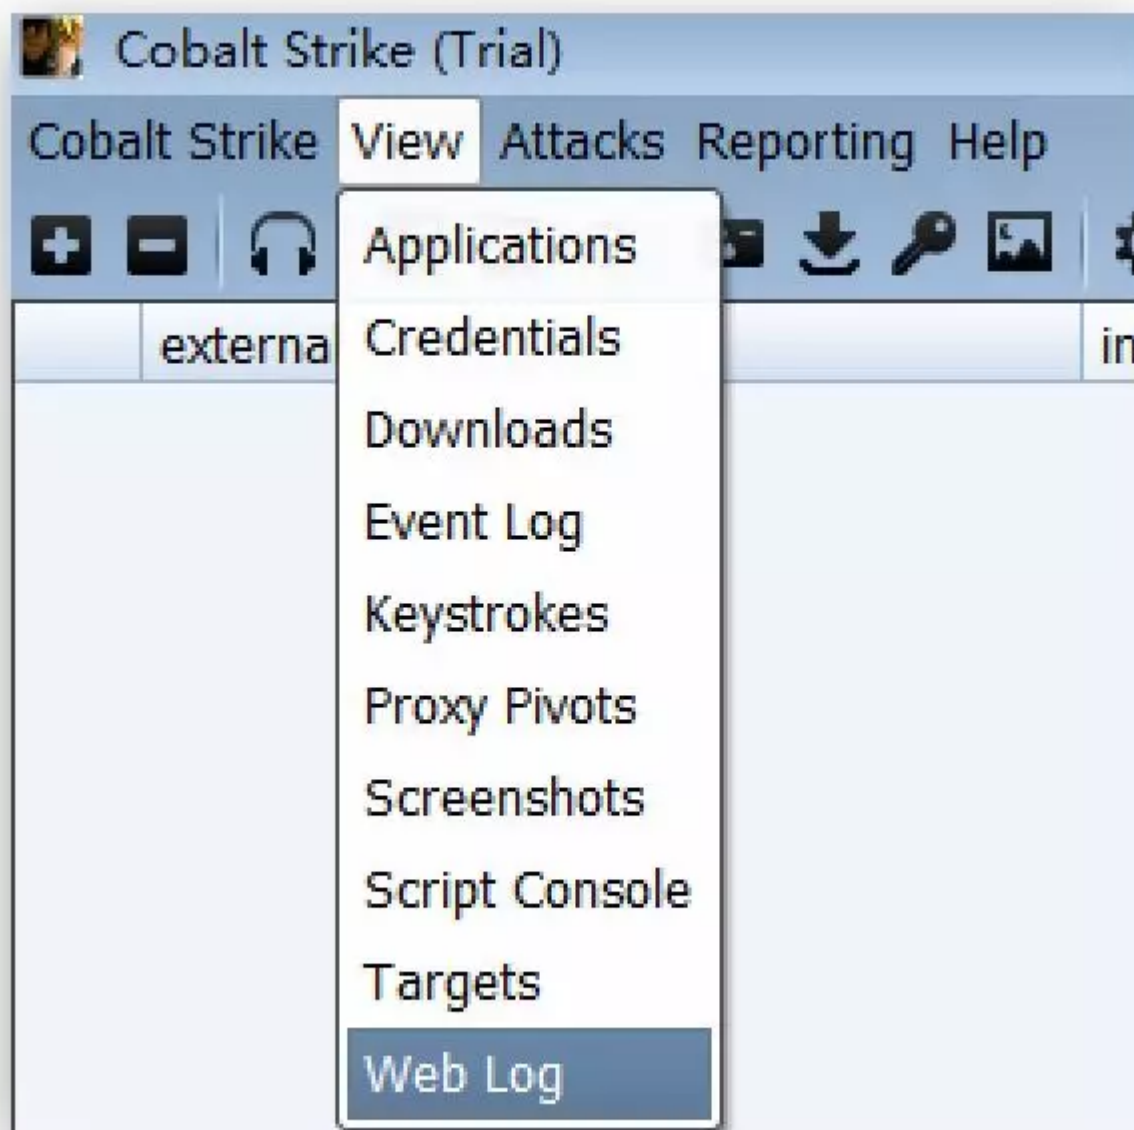 Cobalt Strike (Trial)
Cobalt Strike View Attacks Reporting Help
Applications
externa in
Credentials
Downloads
Event Log
Keystrokes
Proxy Pivots
Screenshots
Script Console
Targets
Web Log